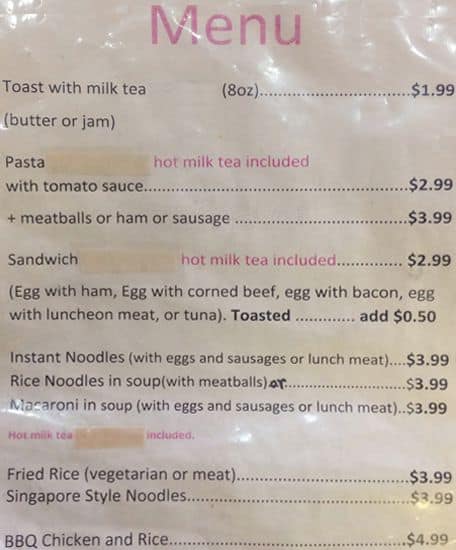 Menu
Toast with milk tea (8oz)..............................$1.99
(butter or jam)
Pasta hot milk tea included
with tomato sauce.....................................................$2.99
+ meatballs or ham or sausage ...................................$3.99
Sandwich hot milk tea included............. $2.99
(Egg with ham, Egg with corned beef, egg with bacon, egg
with luncheon meat, or tuna). Toasted ............ add $0.50
Instant Noodles (with eggs and sausages or lunch meat)....$3.99
Rice Noodles in soup(with meatballs) or.......................$3.99
Macaroni in soup (with eggs and sausages or lunch meat)..$3.99
Hot milk tea included.
Fried Rice (vegetarian or meat)...................................$3.99
Singapore Style Noodles.............................................$3.99
BBQ Chicken and Rice...............................................$4.99